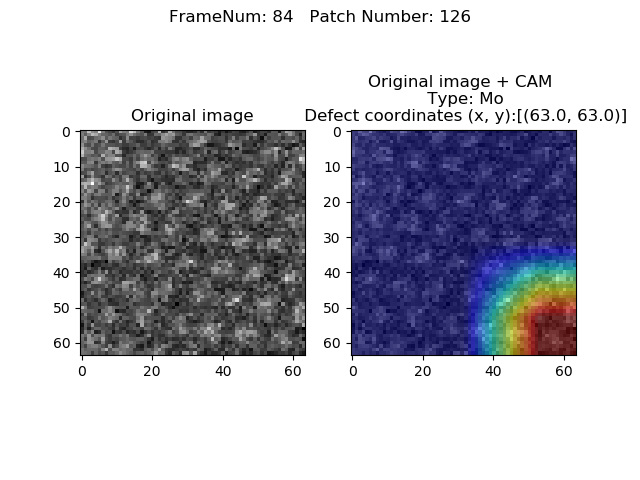 FrameNum: 84   Patch Number: 126
Original image + CAM
Type: Mo
Original image
Defect coordinates (x, y):[(63.0, 63.0)]
0
10
20
30
40
50
60
0 20 40 60
0
10
20
30
40
50
60
0 20 40 60